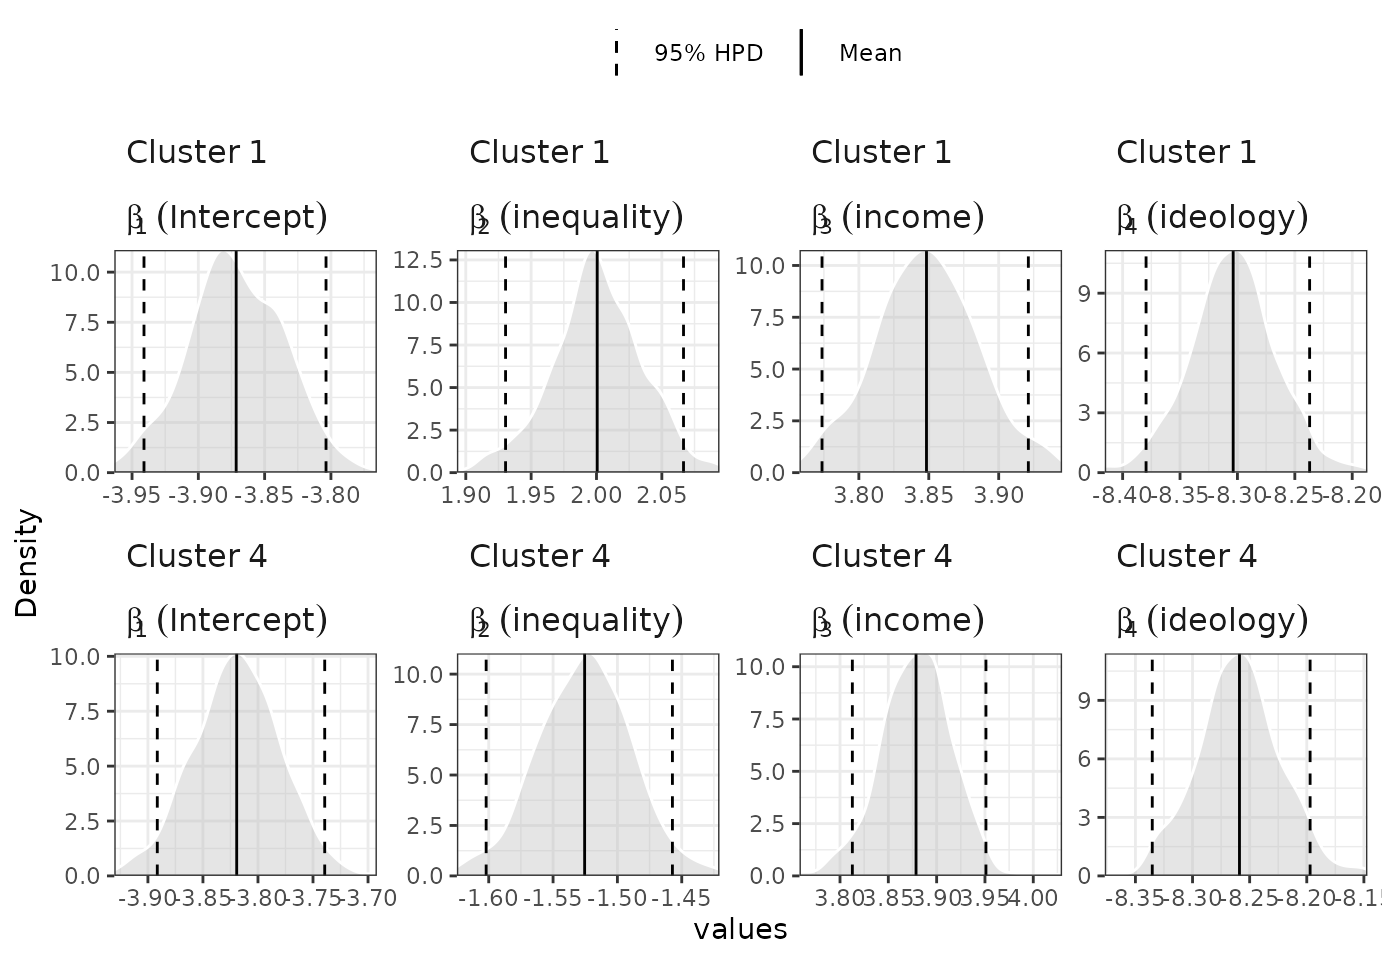 95% HPD Mean
Cluster 1 Cluster 1 Cluster 1 Cluster 1
β1 (Intercept) β2 (inequality) β3 (income) β4 (ideology)
10.0 7.5 5.0 2.5 0.0
-3.95 -3.90 -3.85 -3.80
12.5 10.0 7.5 5.0 2.5 0.0
1.90 1.95 2.00 2.05
10.0 7.5 5.0 2.5 0.0
3.80 3.85 3.90
9 6 3 0
-8.40 -8.35 -8.30 -8.25 -8.20
Density
Cluster 4 Cluster 4 Cluster 4 Cluster 4
β1 (Intercept) β2 (inequality) β3 (income) β4 (ideology)
10.0 7.5 5.0 2.5 0.0
-3.90 -3.85 -3.80 -3.75 -3.70
10.0 7.5 5.0 2.5 0.0
-1.60 -1.55 -1.50 -1.45
10.0 7.5 5.0 2.5 0.0
3.80 3.85 3.90 3.95 4.00
9 6 3 0
-8.35 -8.30 -8.25 -8.20
values